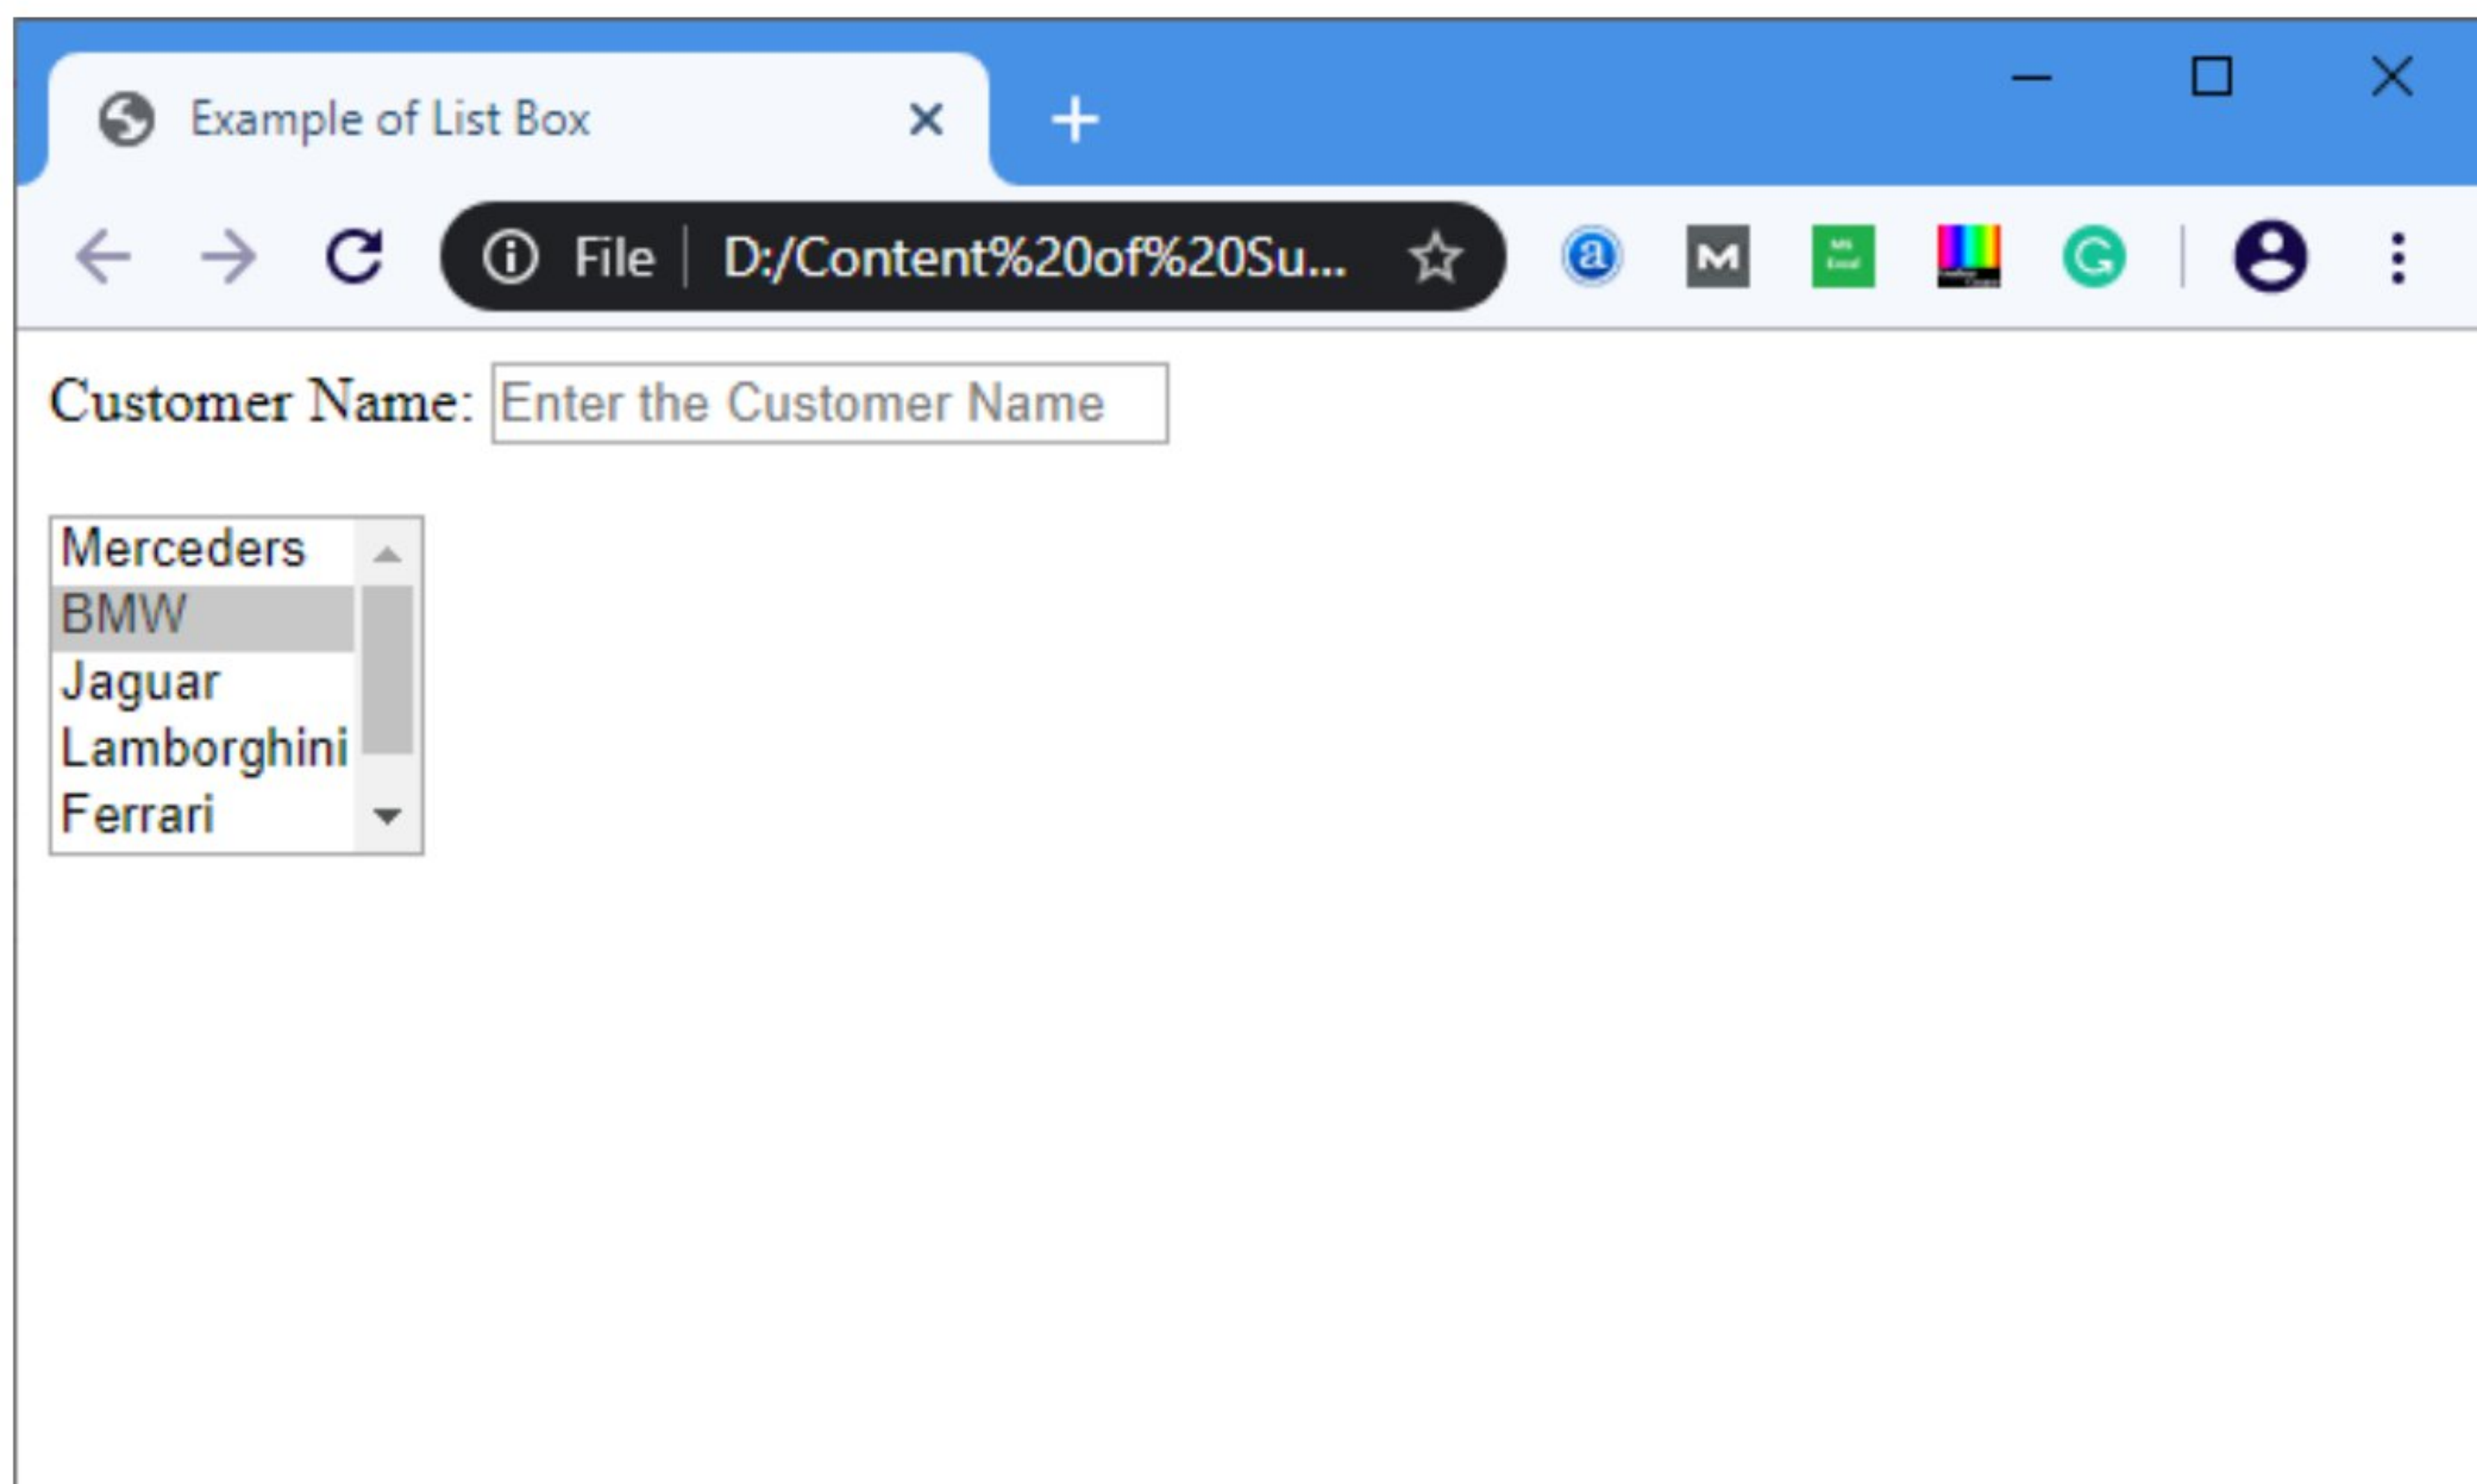 Example of List Box
File D:/Content%20of%20Su...
Customer Name: Enter the Customer Name
Merceders
BMW
Jaguar
Lamborghini
Ferrari